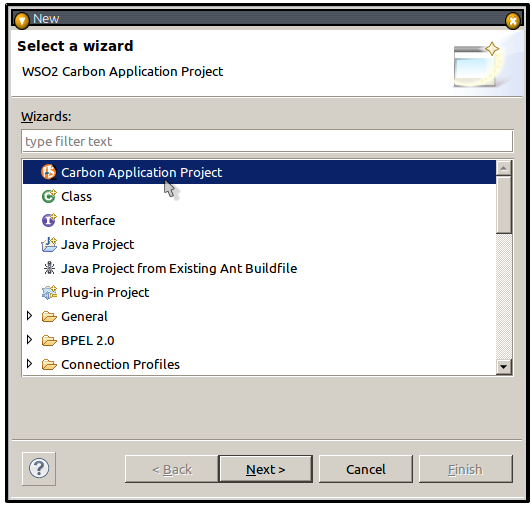 New
Select a wizard
WSO2 Carbon Application Project
Wizards:
type filter text
Carbon Application Project
Class
Interface
Java Project
Java Project from Existing Ant Buildfile
Plug-in Project
General
BPEL 2.0
Connection Profiles
? < Back Next > Cancel Finish